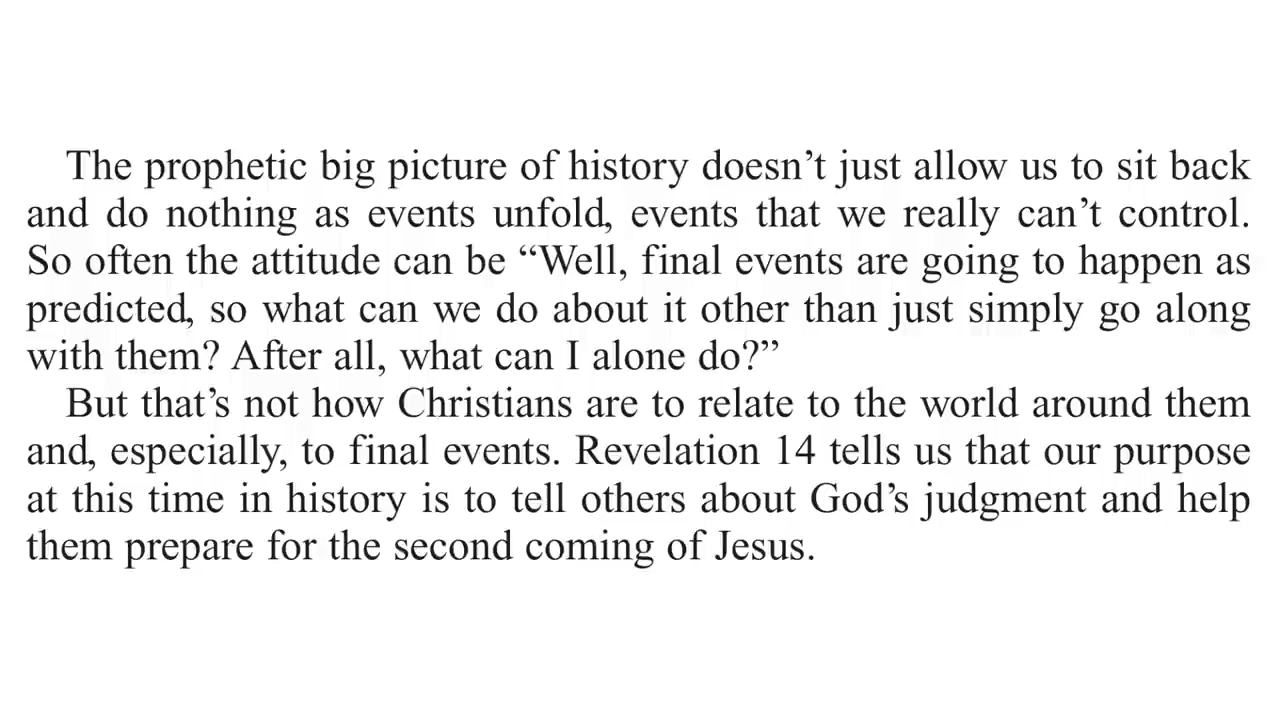 The prophetic big picture of history doesn’t just allow us to sit back
and do nothing as events unfold, events that we really can’t control.
So often the attitude can be “Well, final events are going to happen as
predicted, so what can we do about it other than just simply go along
with them? After all, what can I alone do?”
But that’s not how Christians are to relate to the world around them
and, especially, to final events. Revelation 14 tells us that our purpose
at this time in history is to tell others about God’s judgment and help
them prepare for the second coming of Jesus.